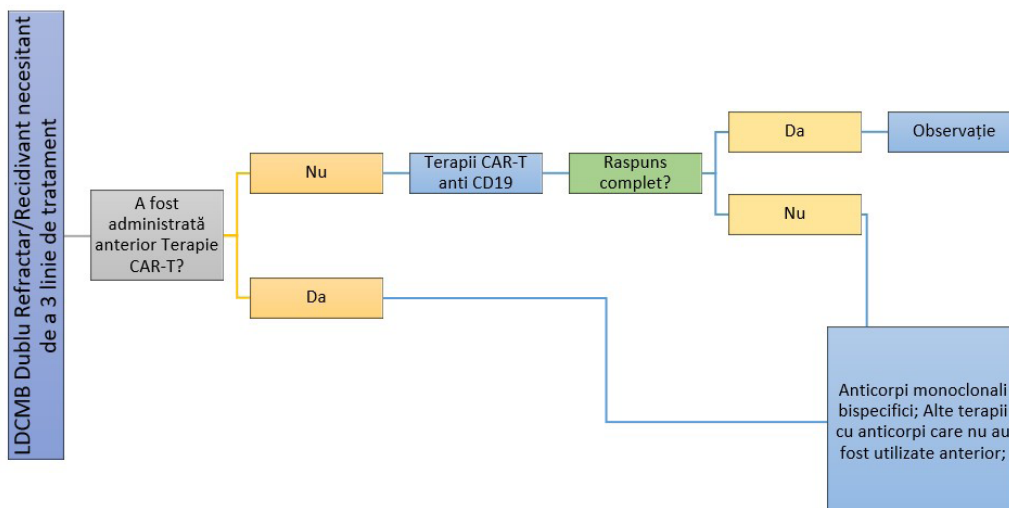 LDCMB Dublu Refractar/Recidivant necesitant
de a 3 linie de tratament
A fost
administrată
anterior Terapie
CAR-T?
Nu
Terapii CAR-T
anti CD19
Raspuns
complet?
Da
Observație
Nu
Da
Anticorpi monoclonali
bispecifici; Alte terapii
cu anticorpi care nu au
fost utilizate anterior;